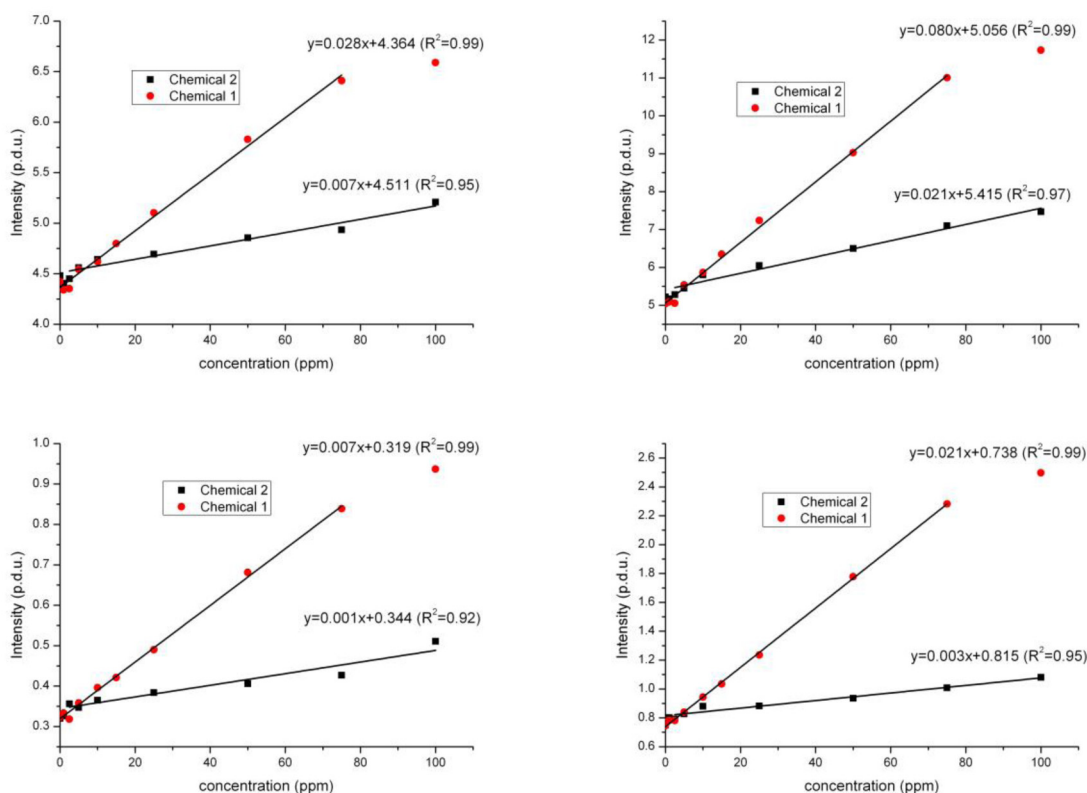 7.0
6.5
6.0
5.5
5.0
4.5
4.0
Intensity (p.d.u.)
y=0.028x+4.364 (R²=0.99)
Chemical 2
Chemical 1
y=0.007x+4.511 (R²=0.95)
0 20 40 60 80 100
concentration (ppm)
12
11
10
9
8
7
6
5
Intensity (p.d.u.)
y=0.080x+5.056 (R²=0.99)
Chemical 2
Chemical 1
y=0.021x+5.415 (R²=0.97)
0 20 40 60 80 100
concentration (ppm)
1.0
0.9
0.8
0.7
0.6
0.5
0.4
0.3
Intensity (p.d.u.)
y=0.007x+0.319 (R²=0.99)
Chemical 2
Chemical 1
y=0.001x+0.344 (R²=0.92)
0 20 40 60 80 100
concentration (ppm)
2.6
2.4
2.2
2.0
1.8
1.6
1.4
1.2
1.0
0.8
0.6
Intensity (p.d.u.)
y=0.021x+0.738 (R²=0.99)
Chemical 2
Chemical 1
y=0.003x+0.815 (R²=0.95)
0 20 40 60 80 100
concentration (ppm)